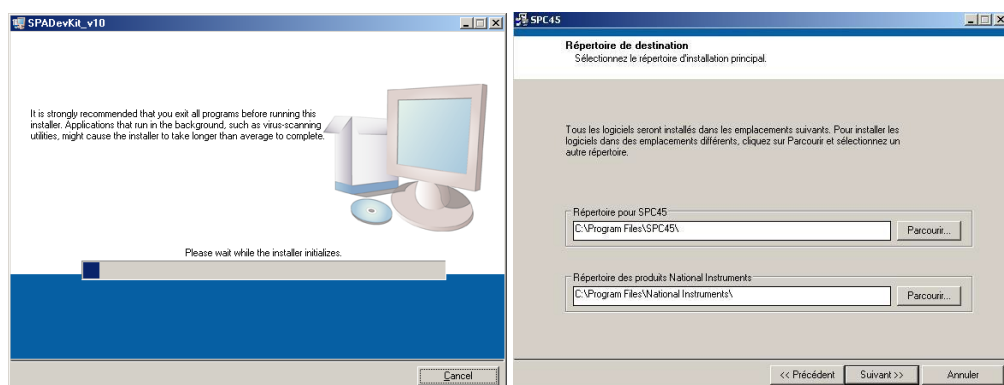 SPADevKit_v10
It is strongly recommended that you exit all programs before running this
installer. Applications that run in the background, such as virus-scanning
utilities, might cause the installer to take longer than average to complete.
Please wait while the installer initializes.
Cancel
SPC45
Répertoire de destination
Sélectionnez le répertoire d'installation principal.
Tous les logiciels seront installés dans les emplacements suivants. Pour installer les
logiciels dans des emplacements différents, cliquez sur Parcourir et sélectionnez un
autre répertoire.
Répertoire pour SPC45
C:\Program Files\SPC45\
Parcourir...
Répertoire des produits National Instruments
C:\Program Files\National Instruments\
Parcourir...
<< Précédent
Suivant >>
Annuler